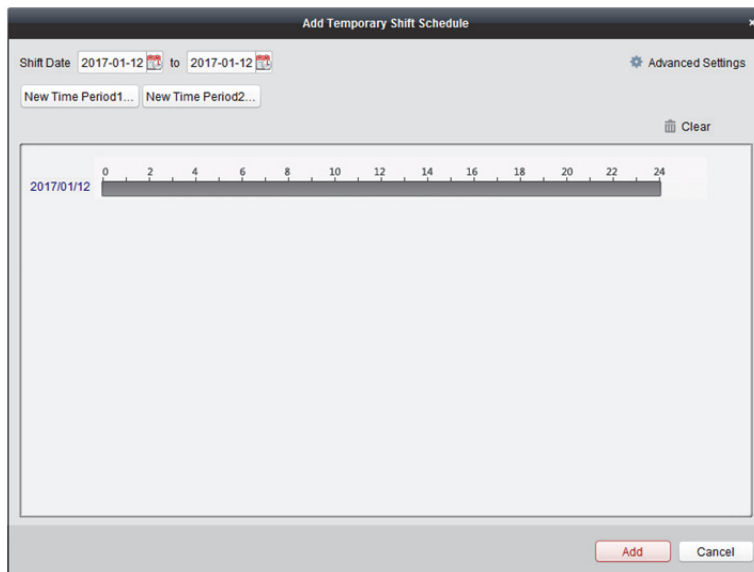 Add Temporary Shift Schedule
Shift Date 2017-01-12 to 2017-01-12 Advanced Settings
New Time Period1... New Time Period2...
Clear
0 2 4 6 8 10 12 14 16 18 20 22 24
2017/01/12
Add Cancel